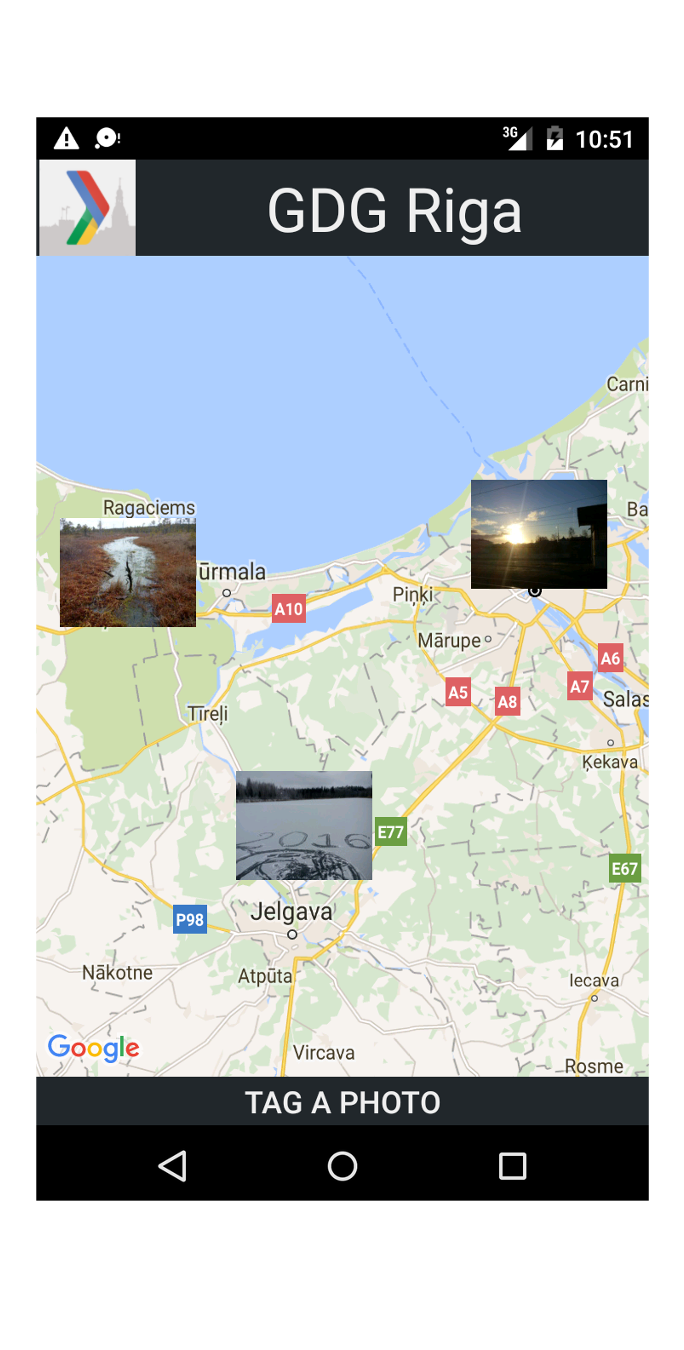 3G
10:51
GDG Riga
Carni
Ragaciems
Ba
ūrmala
Piņķi
A10
Mārupe
A6
A7
A5
A8
Salas
Tīreļi
Ķekava
2016
E77
E67
Jelgava
P98
Nākotne
Atpūta
Iecava
Google
Vircava
Rosme
TAG A PHOTO